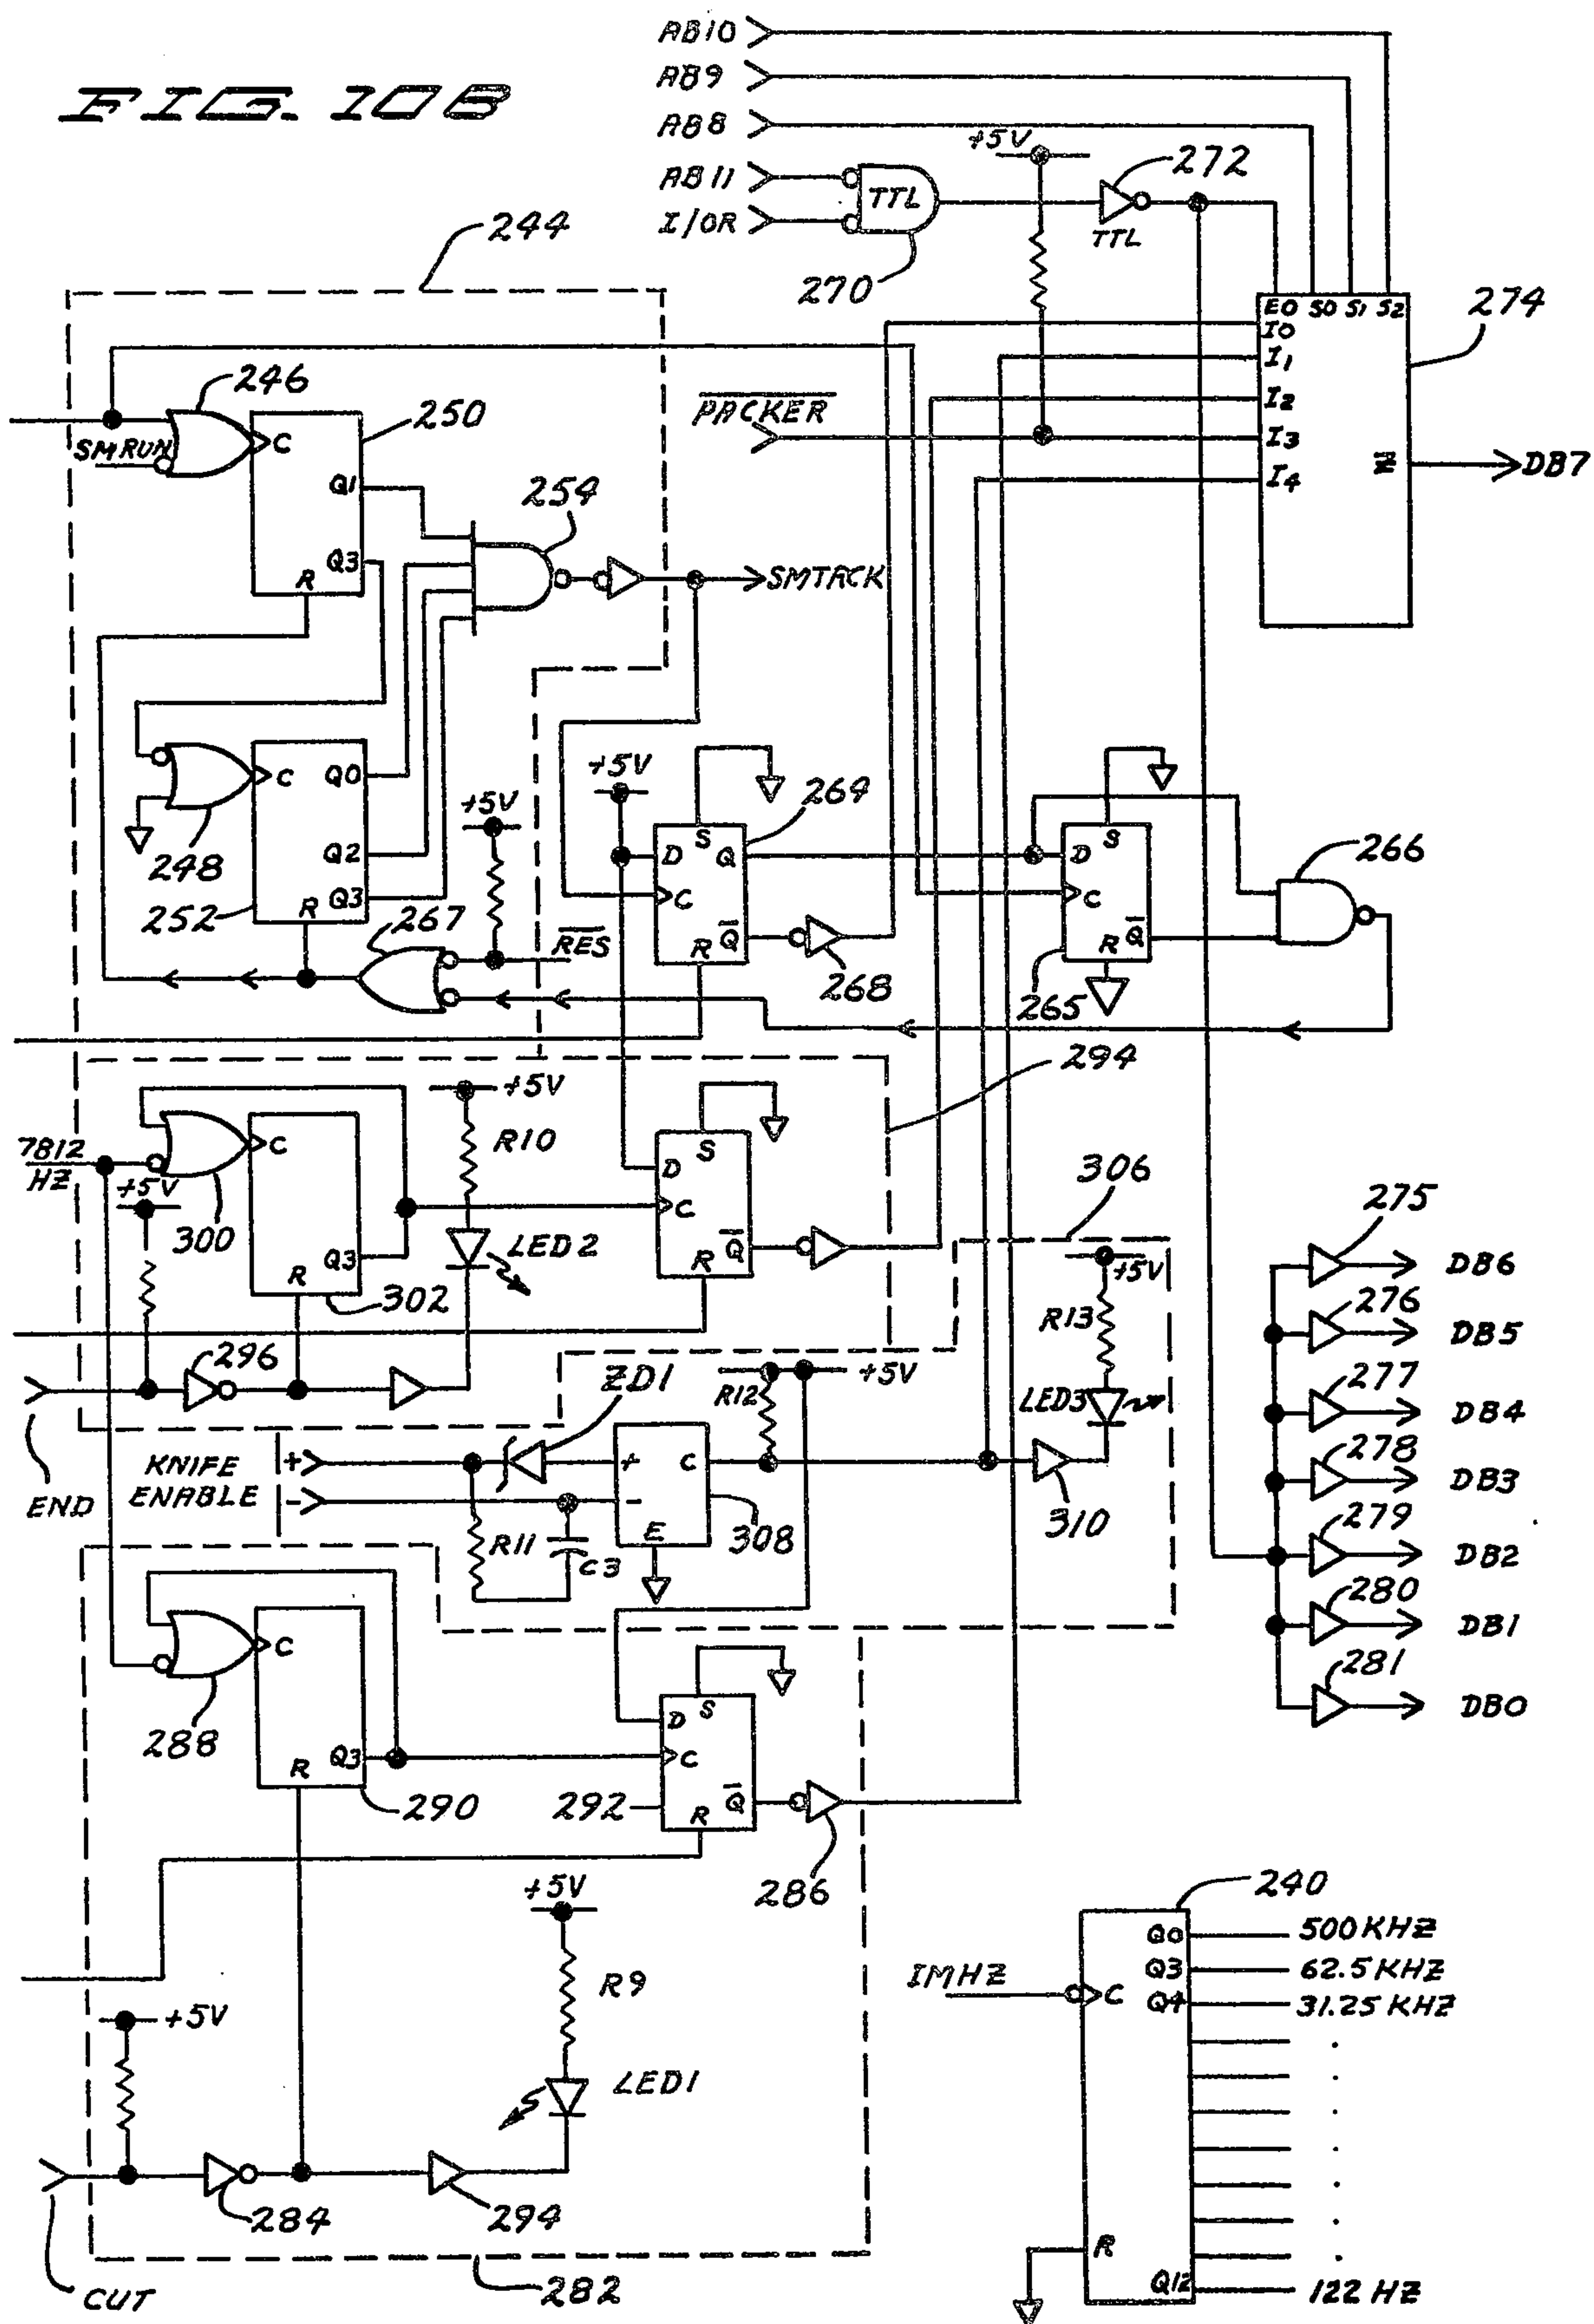 FIG. 10B
AB10
AB9
AB8
AB11
I/OR
TTL
270
+5V
272
TTL
E0 S0 S1 S2
I0
I1
I2
I3
I4
Z̅
274
DB7
244
246
SMRUN
C
250
Q1
Q3
R
254
SMTACK
P̅A̅C̅K̅E̅R̅
248
C
Q0
Q2
Q3
R
252
+5V
267
R̅E̅S̅
+5V
264
S
D
Q
C
R
Q̅
268
S
D
C
Q̅
R
265
266
294
7812
HZ
+5V
C
300
Q3
R
302
+5V
R10
LED2
S
D
C
Q̅
R
306
+5V
R13
LED3
310
296
END
ZD1
R12
+5V
KNIFE
ENABLE
+
-
+
C
-
E
308
R11
C3
275
DB6
276
DB5
277
DB4
278
DB3
279
DB2
280
DB1
281
DB0
C
288
Q3
R
290
S
D
C
Q̅
R
292
286
+5V
R9
LED1
+5V
284
294
CUT
282
240
1MHZ
C
Q0
500KHZ
Q3
62.5KHZ
Q4
31.25KHZ
R
Q12
122 HZ